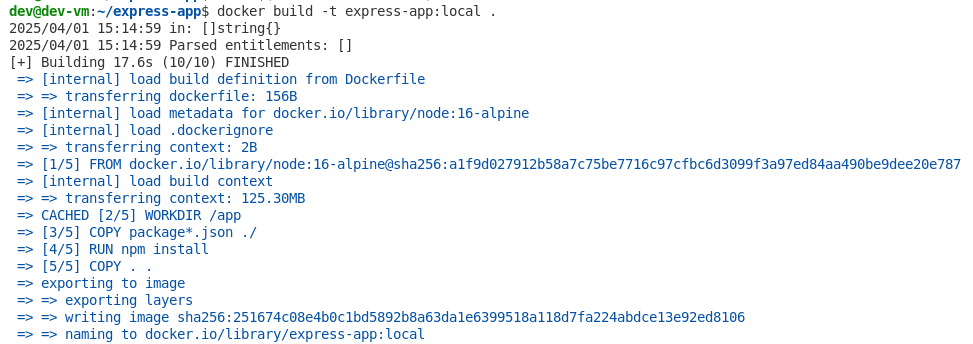 dev@dev-vm:~/express-app$ docker build -t express-app:local .
2025/04/01 15:14:59 in: []string{}
2025/04/01 15:14:59 Parsed entitlements: []
[+] Building 17.6s (10/10) FINISHED
=> [internal] load build definition from Dockerfile
=> => transferring dockerfile: 156B
=> [internal] load metadata for docker.io/library/node:16-alpine
=> [internal] load .dockerignore
=> => transferring context: 2B
=> [1/5] FROM docker.io/library/node:16-alpine@sha256:a1f9d027912b58a7c75be7716c97cfbc6d3099f3a97ed84aa490be9dee20e787
=> [internal] load build context
=> => transferring context: 125.30MB
=> CACHED [2/5] WORKDIR /app
=> [3/5] COPY package*.json ./
=> [4/5] RUN npm install
=> [5/5] COPY . .
=> exporting to image
=> => exporting layers
=> => writing image sha256:251674c08e4b0c1bd5892b8a63da1e6399518a118d7fa224abdce13e92ed8106
=> => naming to docker.io/library/express-app:local